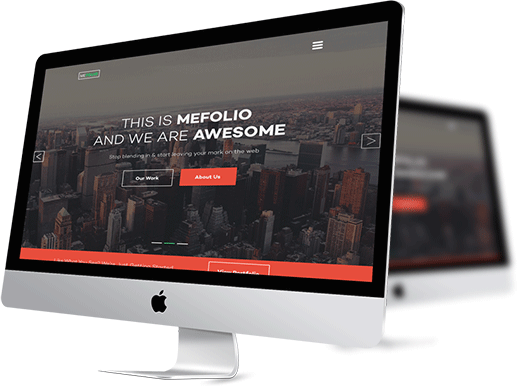 THIS IS MEFOLIO
AND WE ARE AWESOME
Stop blending in & start leaving your mark on the web
Our Work
About Us
View Portfolio